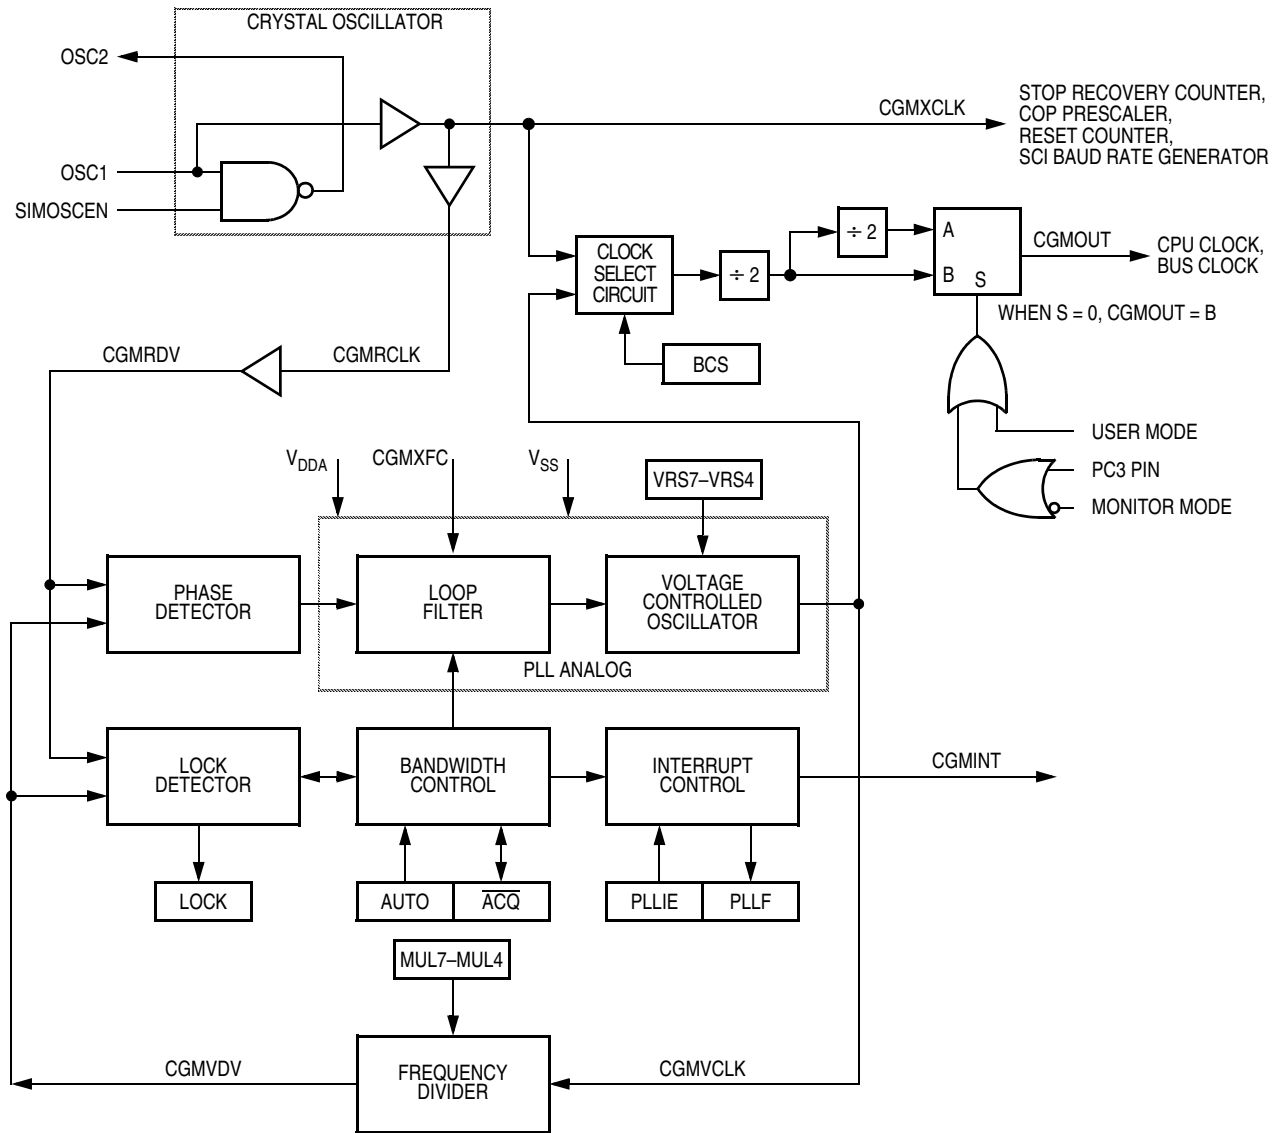 CRYSTAL OSCILLATOR
OSC2
CGMXCLK
STOP RECOVERY COUNTER,
COP PRESCALER,
RESET COUNTER,
SCI BAUD RATE GENERATOR
OSC1
SIMOSCEN
CLOCK
SELECT
CIRCUIT
÷ 2
÷ 2
A
B
S
CGMOUT
CPU CLOCK,
BUS CLOCK
WHEN S = 0, CGMOUT = B
BCS
CGMRDV
CGMRCLK
USER MODE
PC3 PIN
MONITOR MODE
VDDA
CGMXFC
VSS
VRS7–VRS4
PHASE
DETECTOR
LOOP
FILTER
VOLTAGE
CONTROLLED
OSCILLATOR
PLL ANALOG
LOCK
DETECTOR
BANDWIDTH
CONTROL
INTERRUPT
CONTROL
CGMINT
LOCK
AUTO
ACQ
PLLIE
PLLF
MUL7–MUL4
CGMVDV
FREQUENCY
DIVIDER
CGMVCLK